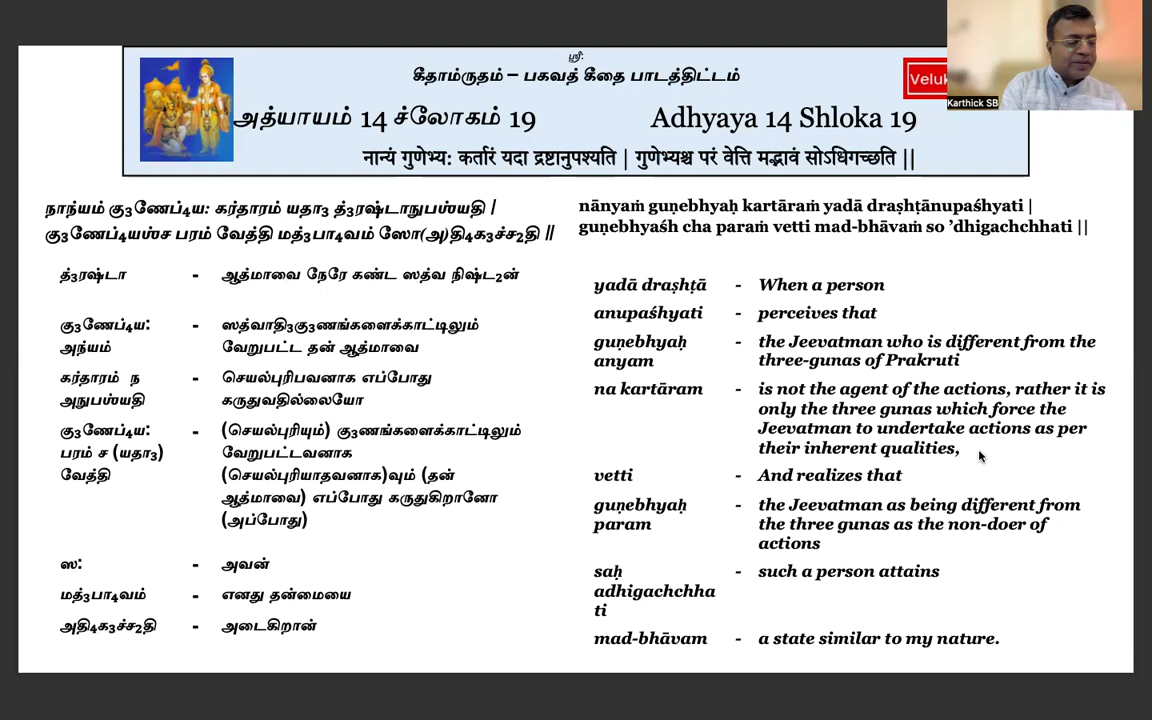 ஸ்ரீ:
கீதாம்ருதம் – பகவத் கீதை பாடத்திட்டம்
Veluk
Karthick SB
அத்யாயம் 14 ச்லோகம் 19
Adhyaya 14 Shloka 19
नान्यं गुणेभ्य: कर्तारं यदा द्रष्टानुपश्यति | गुणेभ्यश्च परं वेत्ति मद्भावं सोऽधिगच्छति ||
நாந்யம் கு3ணேப்4ய: கர்தாரம் யதா3 த்3ரஷ்டாநுபஶ்யதி |
கு3ணேப்4யஶ்ச பரம் வேத்தி மத்3பா4வம் ஸோ(அ)தி4க3ச்ச2தி ||
த்3ரஷ்டா - ஆத்மாவை நேரே கண்ட ஸத்வ நிஷ்ட2ன்
கு3ணேப்4ய: - ஸத்வாதி3கு3ணங்களைக்காட்டிலும்
அந்யம் வேறுபட்ட தன் ஆத்மாவை
கர்தாரம் ந - செயல்புரிபவனாக எப்போது
அநுபஶ்யதி கருதுவதில்லையோ
கு3ணேப்4ய: - (செயல்புரியும்) கு3ணங்களைக்காட்டிலும்
பரம் ச (யதா3) வேறுபட்டவனாக
வேத்தி (செயல்புரியாதவனாக)வும் (தன்
ஆத்மாவை) எப்போது கருதுகிறானோ
(அப்போது)
ஸ: - அவன்
மத்3பா4வம் - எனது தன்மையை
அதி4க3ச்ச2தி - அடைகிறான்
nānyaṁ guṇebhyaḥ kartāraṁ yadā draṣhṭānupaśhyati |
guṇebhyaśh cha paraṁ vetti mad-bhāvaṁ so ’dhigachchhati ||
yadā draṣhṭā - When a person
anupaśhyati - perceives that
guṇebhyaḥ - the Jeevatman who is different from the
anyam three-gunas of Prakruti
na kartāram - is not the agent of the actions, rather it is
only the three gunas which force the
Jeevatman to undertake actions as per
their inherent qualities,
vetti - And realizes that
guṇebhyaḥ - the Jeevatman as being different from
param the three gunas as the non-doer of
actions
saḥ - such a person attains
adhigachchha
ti
mad-bhāvam - a state similar to my nature.